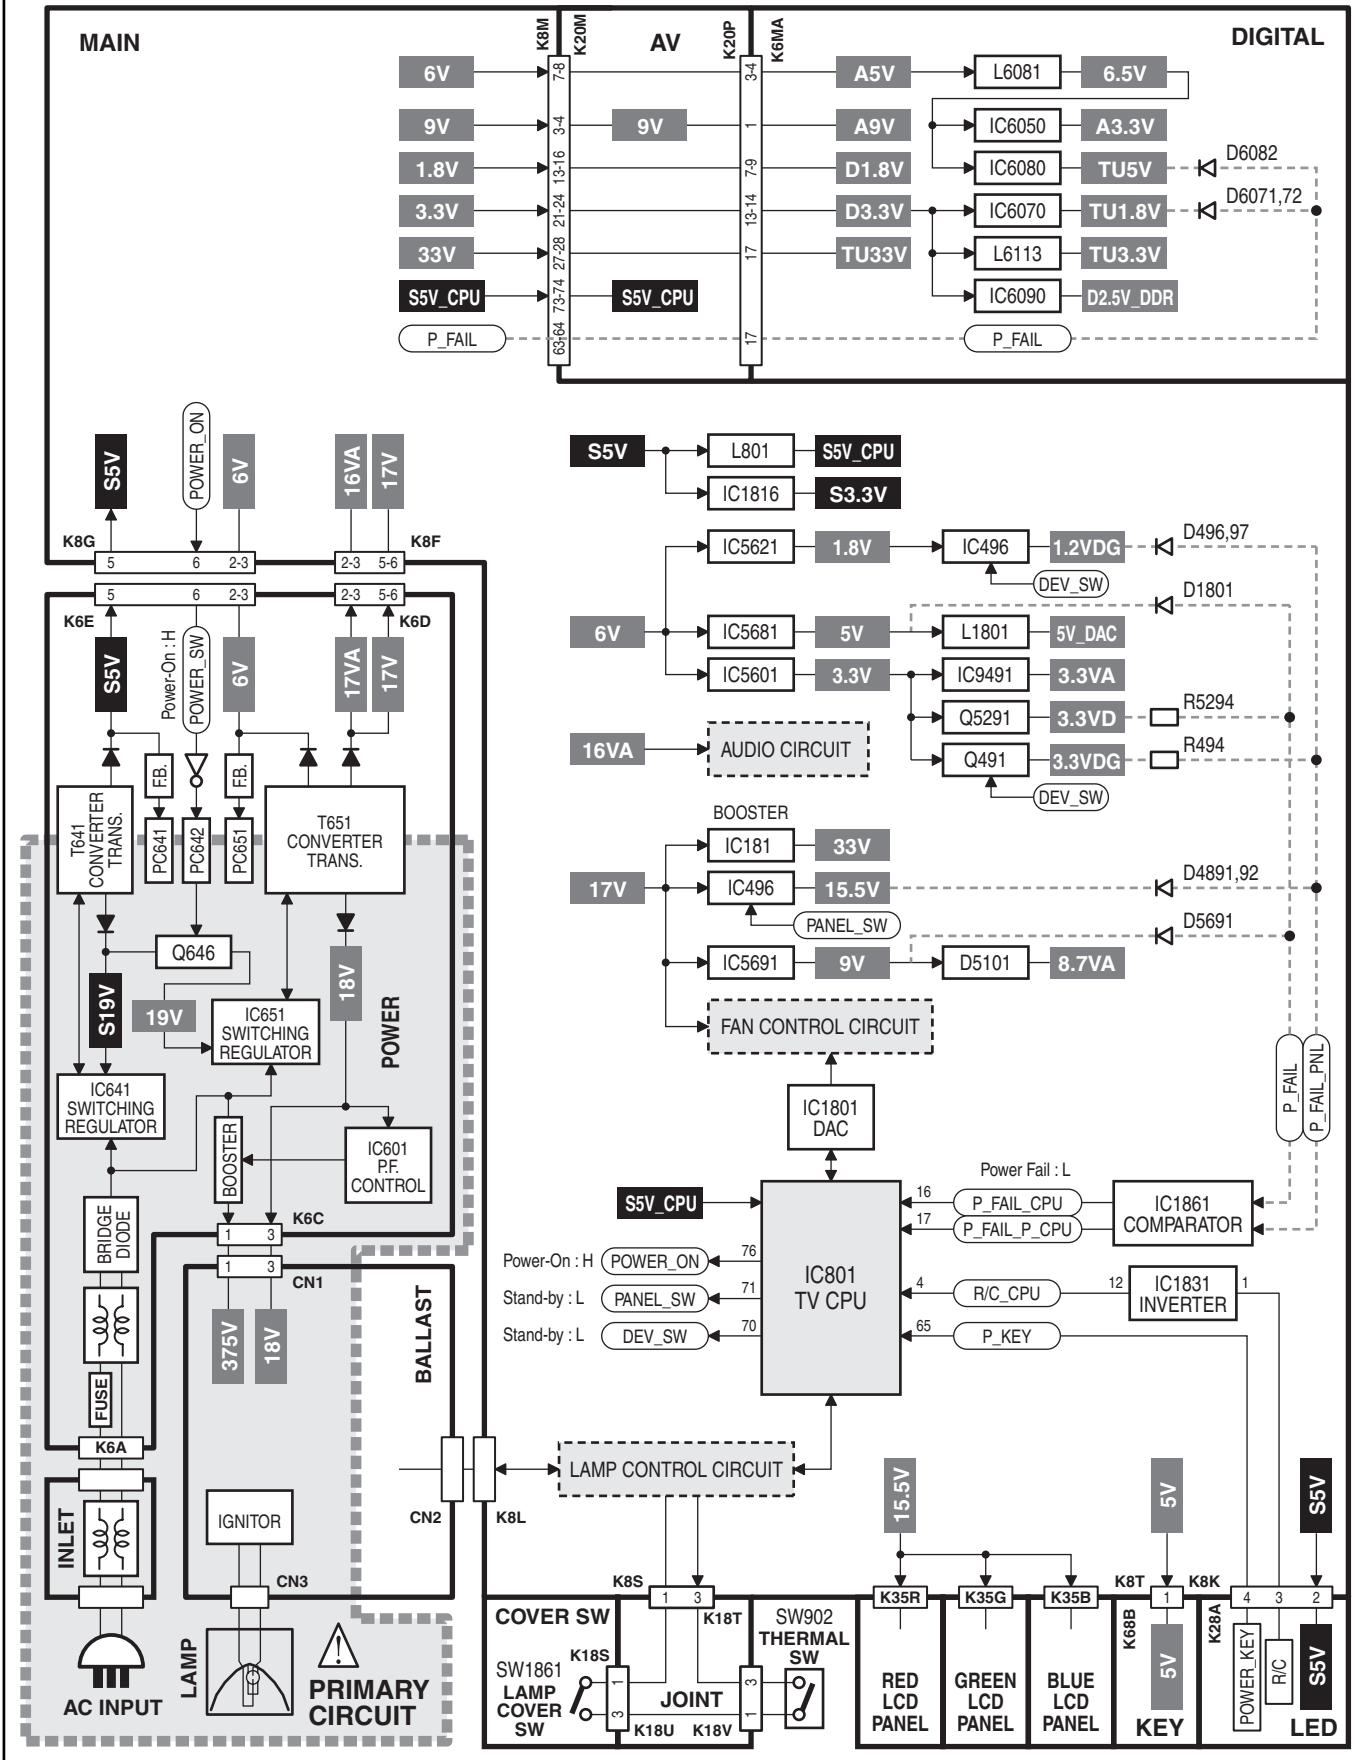 MAIN
K8M
K20M
AV
K20P
K6MA
DIGITAL
6V
7-8
3-4
A5V
L6081
6.5V
9V
3-4
9V
1
A9V
IC6050
A3.3V
1.8V
13-16
7-9
D1.8V
IC6080
TU5V
D6082
3.3V
21-24
13-14
D3.3V
IC6070
TU1.8V
D6071,72
33V
27-28
17
TU33V
L6113
TU3.3V
S5V_CPU
73-74
S5V_CPU
IC6090
D2.5V_DDR
P_FAIL
63-64
17
P_FAIL
S5V
POWER_ON
6V
16VA
17V
K8G
K8F
5
6
2-3
2-3
5-6
5
6
2-3
2-3
5-6
K6E
K6D
S5V
Power-On : H
POWER_SW
6V
17VA
17V
F.B.
F.B.
T641
CONVERTER
TRANS.
PC641
PC642
PC651
T651
CONVERTER
TRANS.
Q646
S19V
19V
18V
IC651
SWITCHING
REGULATOR
POWER
IC641
SWITCHING
REGULATOR
BOOSTER
IC601
P.F.
CONTROL
BRIDGE
DIODE
K6C
1
3
1
3
CN1
375V
18V
BALLAST
FUSE
K6A
INLET
IGNITOR
CN2
K8L
CN3
LAMP
AC INPUT
PRIMARY
CIRCUIT
S5V
L801
S5V_CPU
IC1816
S3.3V
IC5621
1.8V
IC496
1.2VDG
D496,97
DEV_SW
D1801
6V
IC5681
5V
L1801
5V_DAC
IC5601
3.3V
IC9491
3.3VA
Q5291
3.3VD
R5294
16VA
AUDIO CIRCUIT
Q491
3.3VDG
R494
DEV_SW
BOOSTER
IC181
33V
17V
IC496
15.5V
D4891,92
PANEL_SW
D5691
IC5691
9V
D5101
8.7VA
FAN CONTROL CIRCUIT
P_FAIL
P_FAIL_PNL
IC1801
DAC
S5V_CPU
Power Fail : L
16
P_FAIL_CPU
17
P_FAIL_P_CPU
IC1861
COMPARATOR
Power-On : H
POWER_ON
76
IC801
TV CPU
Stand-by : L
PANEL_SW
71
4
R/C_CPU
12
IC1831
INVERTER
1
Stand-by : L
DEV_SW
70
65
P_KEY
LAMP CONTROL CIRCUIT
15.5V
5V
S5V
K8S
1
3
K18T
K35R
K35G
K35B
K8T
1
K8K
4
3
2
COVER SW
K18S
SW1861
LAMP
COVER
SW
1
3
K18U
JOINT
K18V
3
1
SW902
THERMAL
SW
RED
LCD
PANEL
GREEN
LCD
PANEL
BLUE
LCD
PANEL
K68B
5V
KEY
K28A
POWER_KEY
R/C
S5V
LED